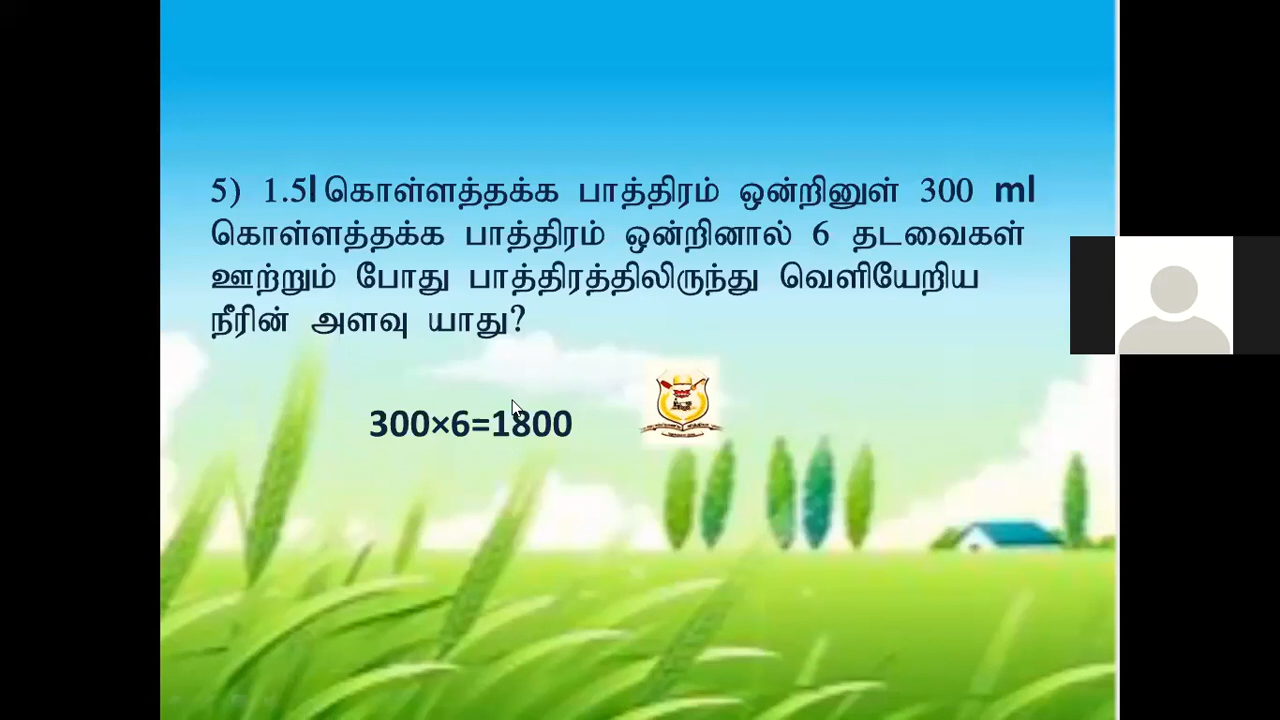 5) 1.5l கொள்ளத்தக்க பாத்திரம் ஒன்றினுள் 300 ml
கொள்ளத்தக்க பாத்திரம் ஒன்றினால் 6 தடவைகள்
ஊற்றும் போது பாத்திரத்திலிருந்து வெளியேறிய
நீரின் அளவு யாது?
300×6=1800